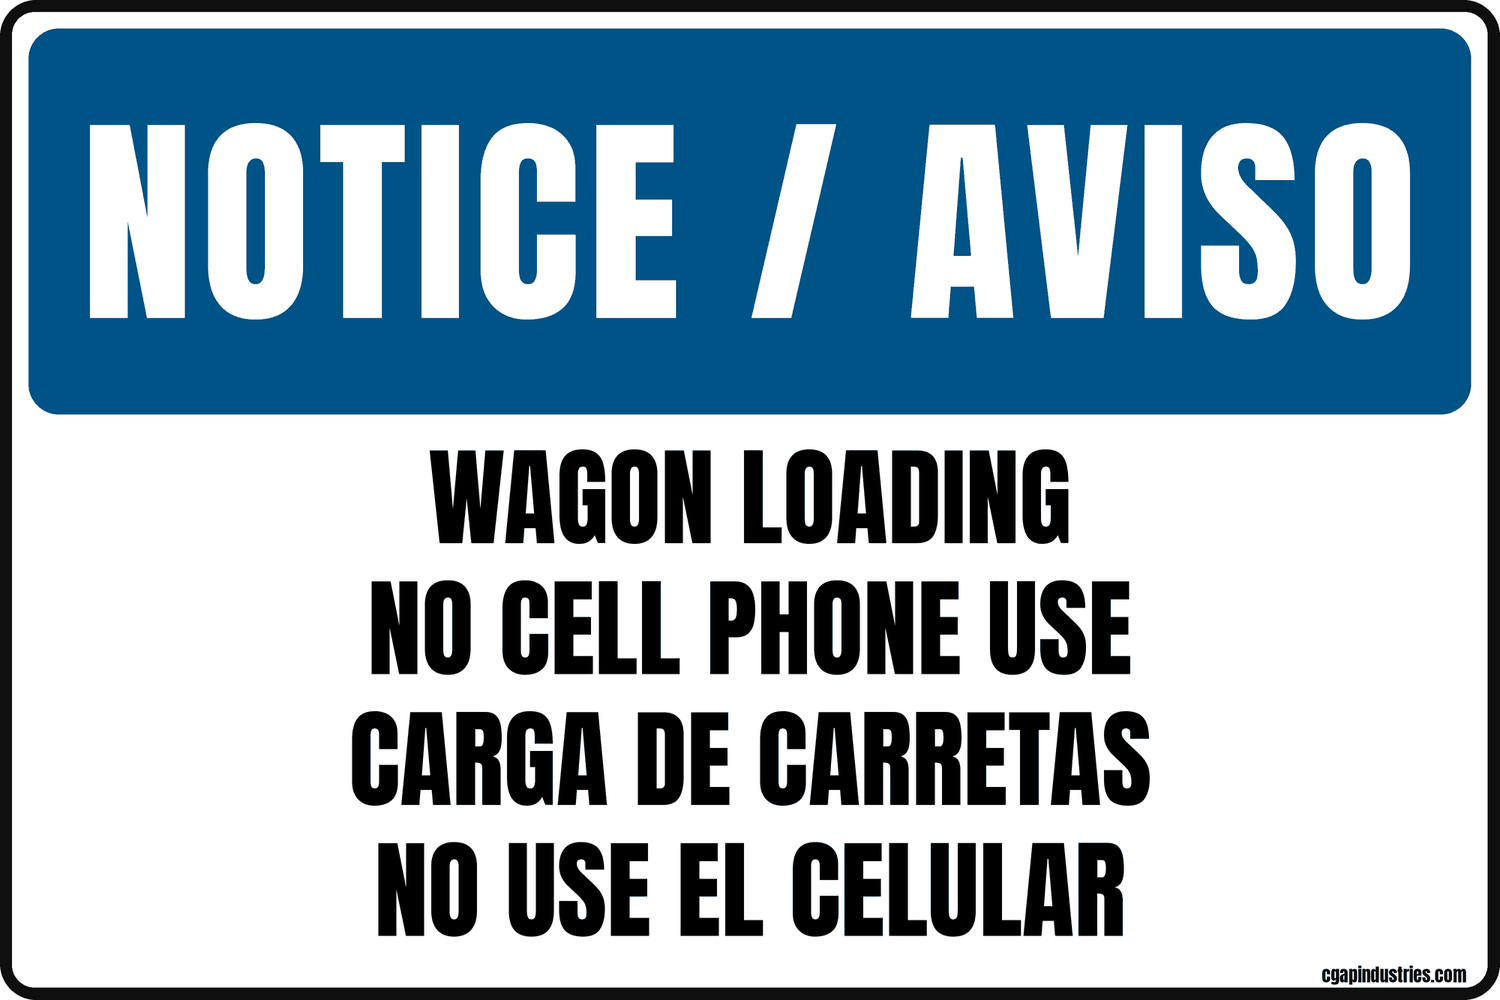 NOTICE / AVISO
WAGON LOADING
NO CELL PHONE USE
CARGA DE CARRETAS
NO USE EL CELULAR
cgapindustries.com